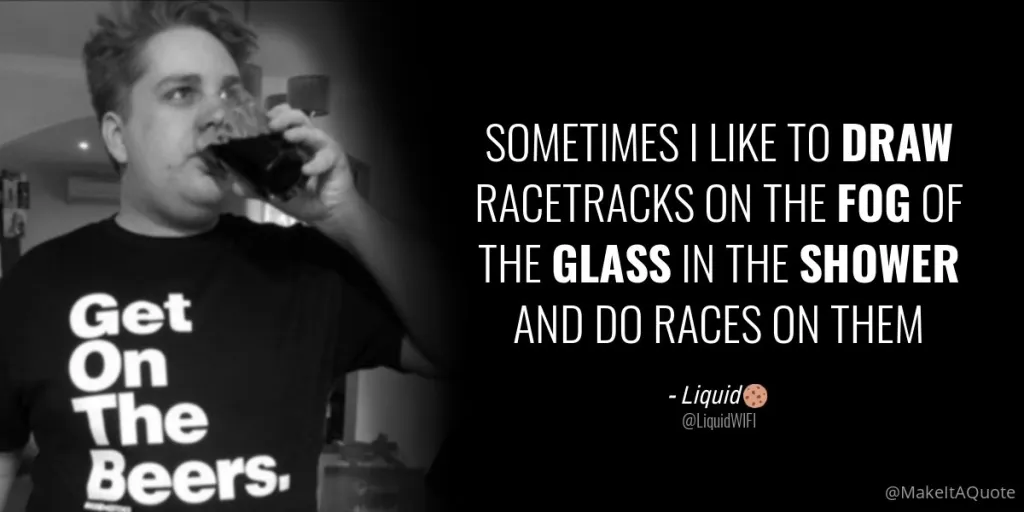 Get
On
The
Beers.
SOMETIMES I LIKE TO DRAW
RACETRACKS ON THE FOG OF
THE GLASS IN THE SHOWER
AND DO RACES ON THEM
- Liquid🍪
@LiquidWIFI
@MakeItAQuote